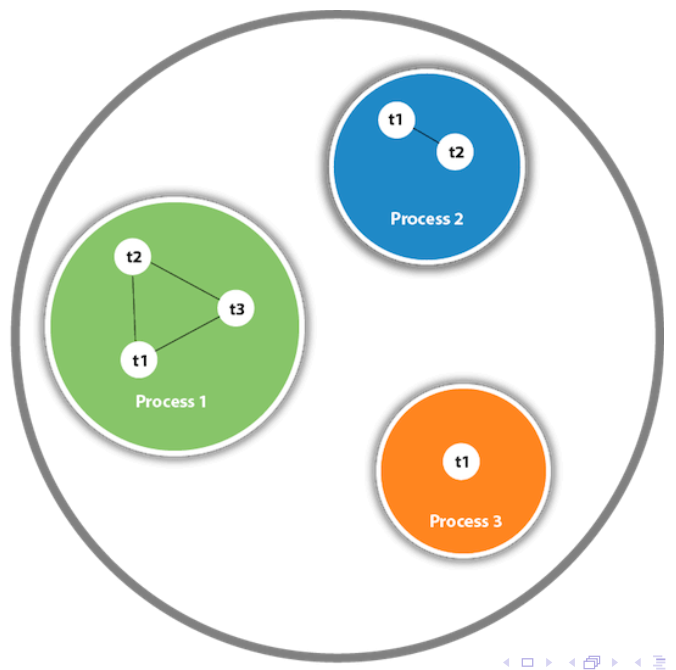 t1
t2
Process 2
t2
t3
t1
Process 1
t1
Process 3